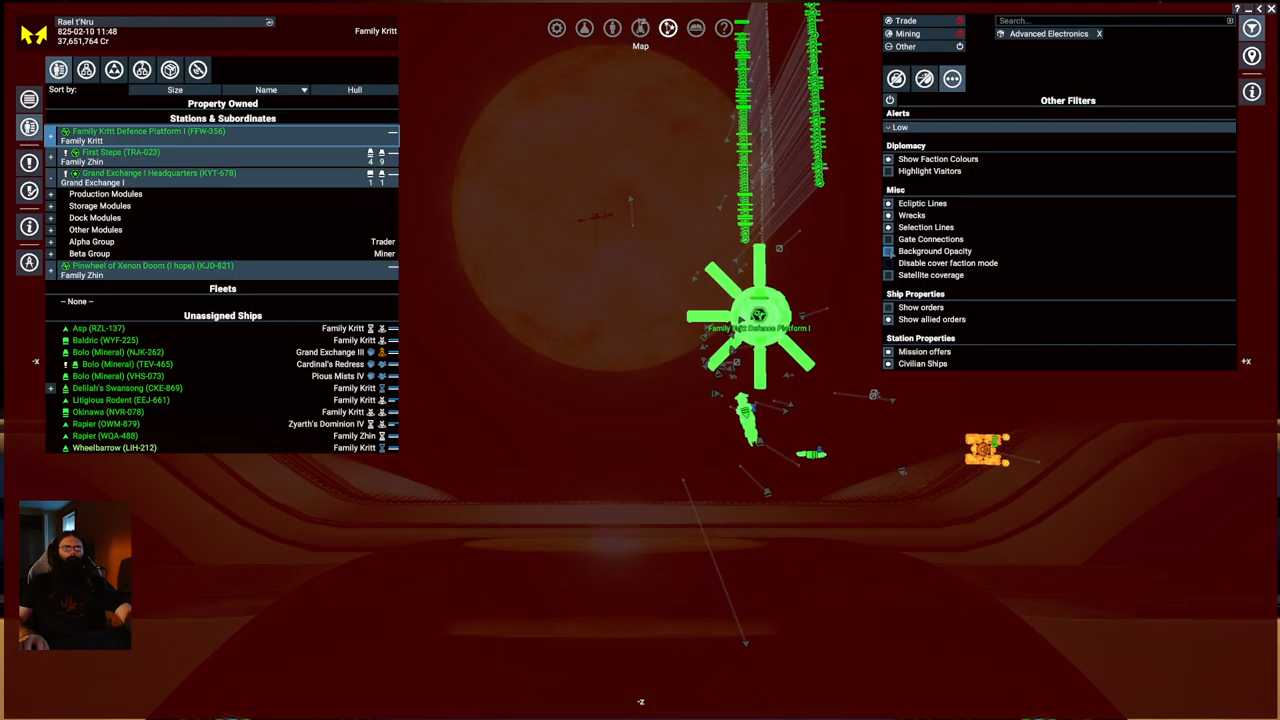 Rael t'Nru
825-02-10 11:48
37,651,764 Cr
Family Kritt
Map
Sort by:
Size
Name
Hull
Property Owned
Stations & Subordinates
Family Kritt Defence Platform I (FFW-356)
Family Kritt
First Steps (TRA-023)
Family Zhin
4 9
Grand Exchange I Headquarters (KYT-678)
Grand Exchange I
1 1
Production Modules
Storage Modules
Dock Modules
Other Modules
Alpha Group Trader
Beta Group Miner
Pinwheel of Xenon Doom (I hope) (KJD-821)
Family Zhin
Fleets
-- None --
Unassigned Ships
Asp (RZL-137) Family Kritt
Baldric (WYF-225) Family Kritt
Bolo (Mineral) (NJK-262) Grand Exchange III
Bolo (Mineral) (TEV-465) Cardinal's Redress
Bolo (Mineral) (VHS-073) Pious Mists IV
Delilah's Swansong (CKE-869) Family Kritt
Litigious Rodent (EEJ-661) Family Kritt
Okinawa (NVR-078) Family Kritt
Rapier (OWM-879) Zyarth's Dominion IV
Rapier (WQA-488) Family Zhin
Wheelbarrow (LIH-212) Family Kritt
Family Kritt Defence Platform I
Trade
Mining
Other
Search...
Advanced Electronics X
Other Filters
Alerts
Low
Diplomacy
Show Faction Colours
Highlight Visitors
Misc
Ecliptic Lines
Wrecks
Selection Lines
Gate Connections
Background Opacity
Disable cover faction mode
Satellite coverage
Ship Properties
Show orders
Show allied orders
Station Properties
Mission offers
Civilian Ships
-x
+x
-z